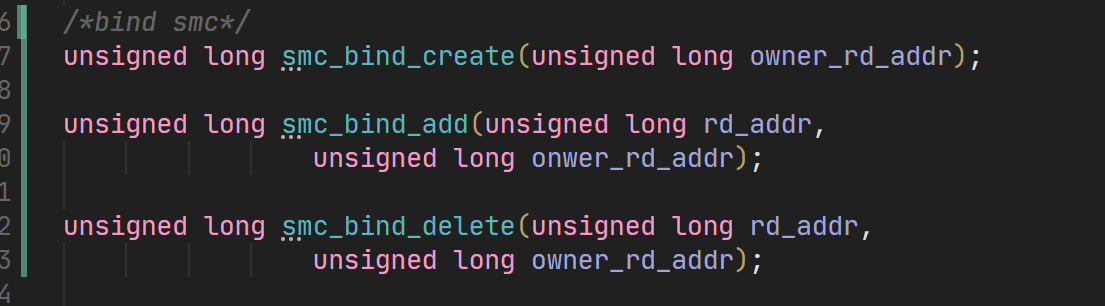 6 /*bind smc*/
7 unsigned long smc_bind_create(unsigned long owner_rd_addr);
8
9 unsigned long smc_bind_add(unsigned long rd_addr,
0 unsigned long onwer_rd_addr);
1
2 unsigned long smc_bind_delete(unsigned long rd_addr,
3 unsigned long owner_rd_addr);
4